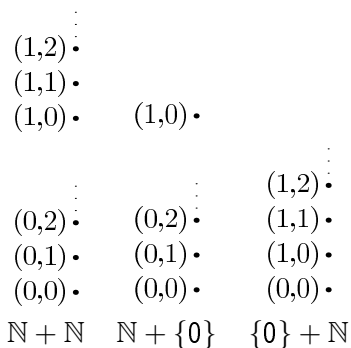 (1,2)
(1,1)
(1,0) (1,0)
(1,2)
(0,2) (0,2) (1,1)
(0,1) (0,1) (1,0)
(0,0) (0,0) (0,0)
ℕ + ℕ ℕ + {0} {0} + ℕ